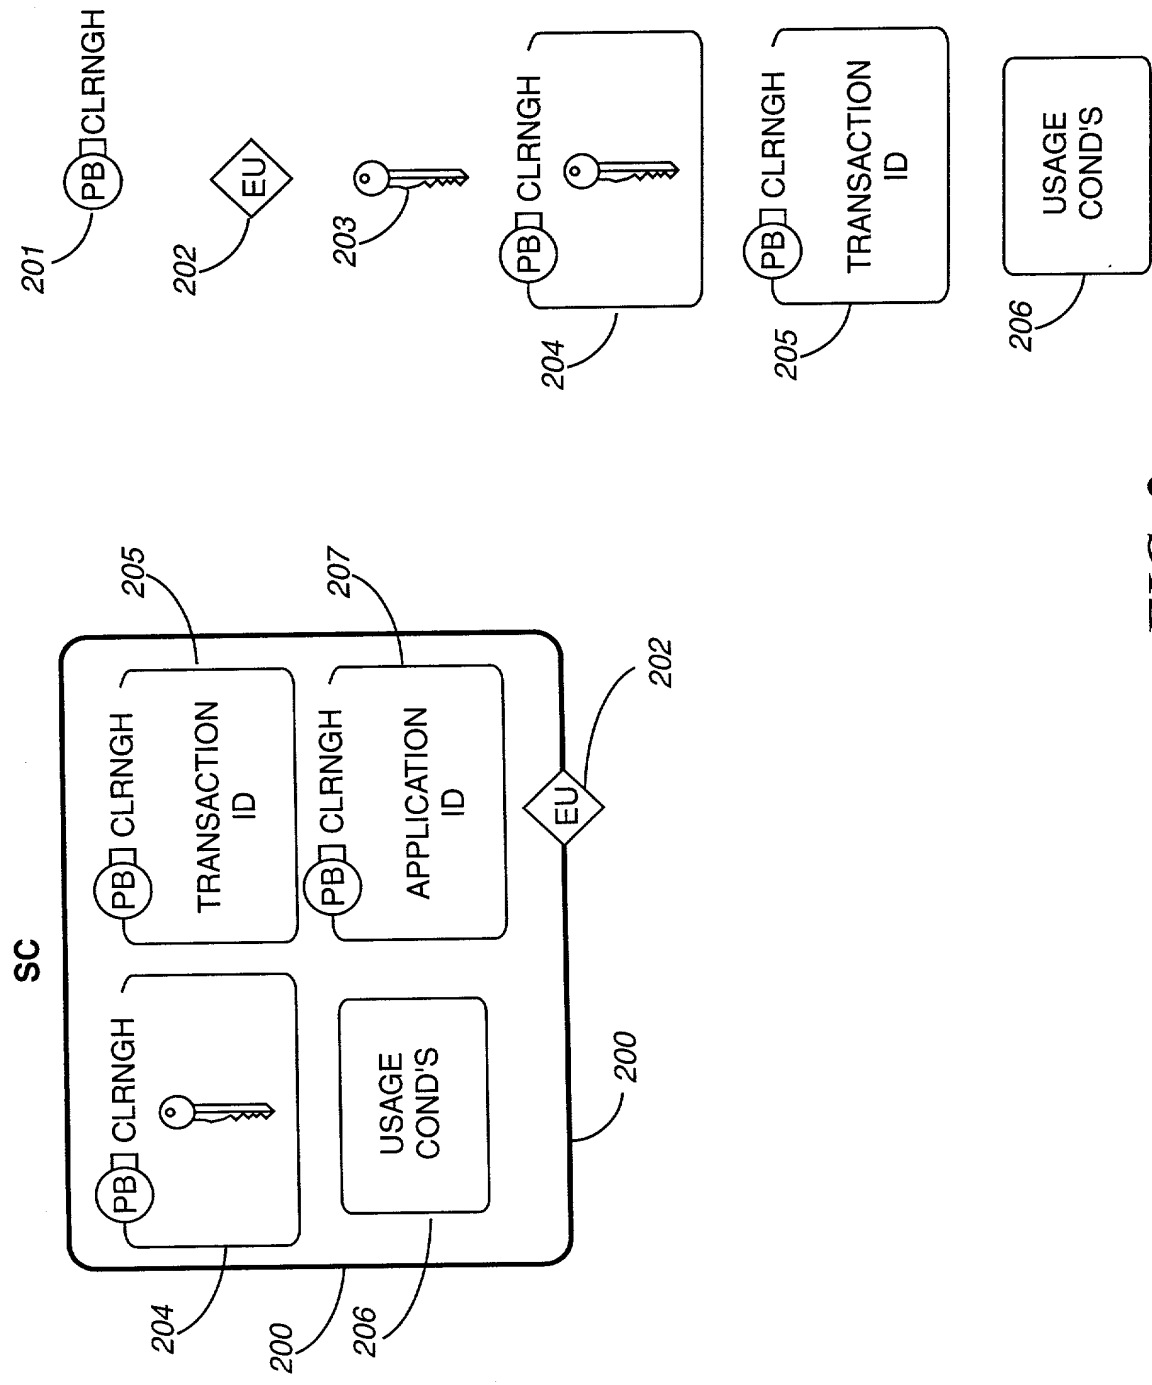 SC
204
PB CLRNGH
205
PB CLRNGH
TRANSACTION
ID
200
206
USAGE
COND'S
207
PB CLRNGH
APPLICATION
ID
EU
202
200
201
PB CLRNGH
202
EU
203
204
PB CLRNGH
205
PB CLRNGH
TRANSACTION
ID
206
USAGE
COND'S